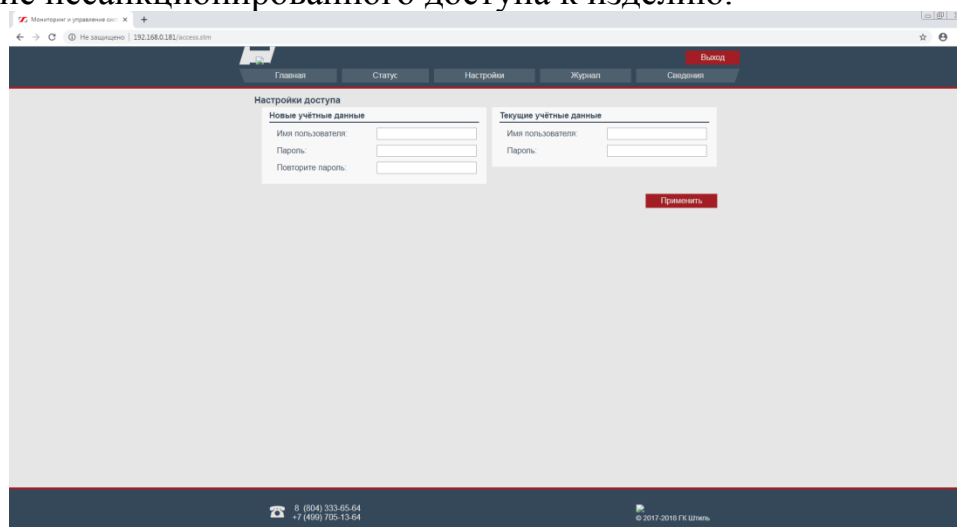 несанкционированного доступа к изделию.
Мониторинг и управление сис
Не защищено | 192.168.0.181/access.stm
Выход
Главная Статус Настройки Журнал Сведения
Настройки доступа
Новые учётные данные
Имя пользователя:
Пароль:
Повторите пароль:
Текущие учётные данные
Имя пользователя:
Пароль:
Применить
8 (804) 333-65-64
+7 (499) 705-13-64
© 2017-2018 ГК Штиль